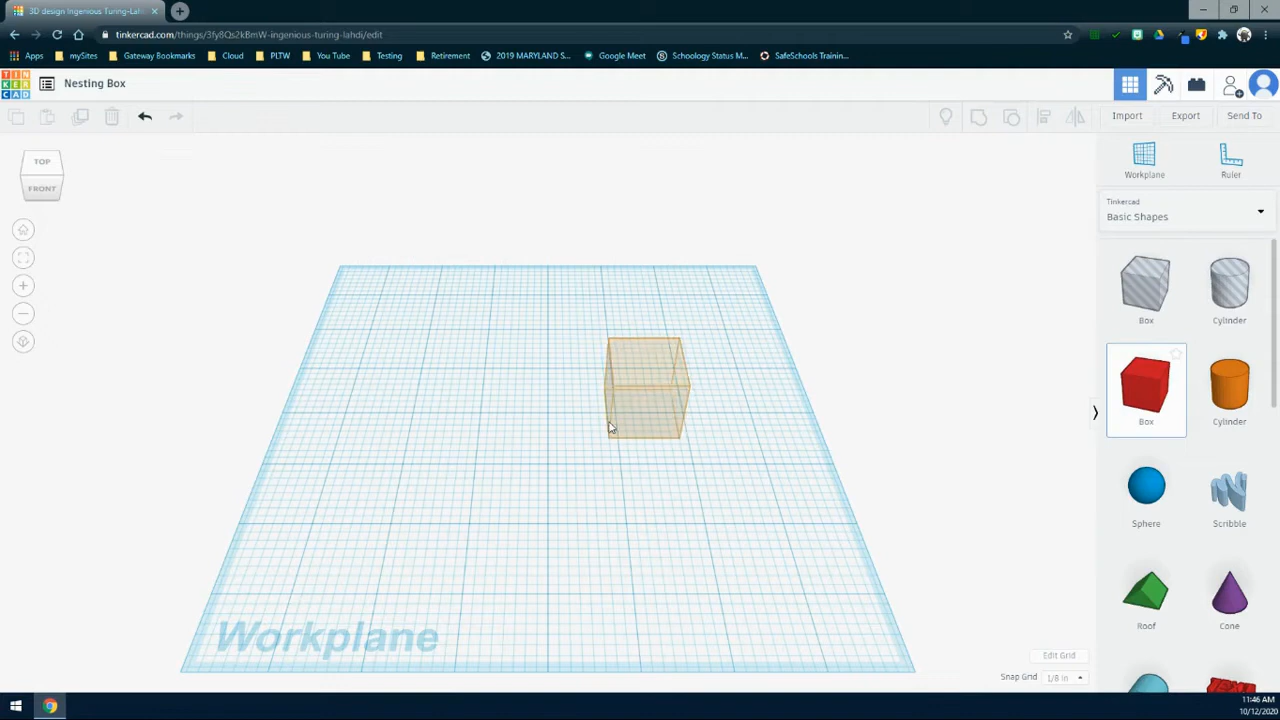 3D design Ingenious Turing-Lahdi
tinkercad.com/things/3fy8Qs2kBmW-ingenious-turing-lahdi/edit
Apps mySites Gateway Bookmarks Cloud PLTW You Tube Testing Retirement 2019 MARYLAND S... Google Meet Schoology Status M... SafeSchools Trainin...
TIN
KER
CAD
Nesting Box
Import Export Send To
TOP
FRONT
Workplane Ruler
Tinkercad
Basic Shapes
Box Cylinder
Box Cylinder
Sphere Scribble
Roof Cone
Workplane
Edit Grid
Snap Grid 1/8 in
11:46 AM
10/12/2020